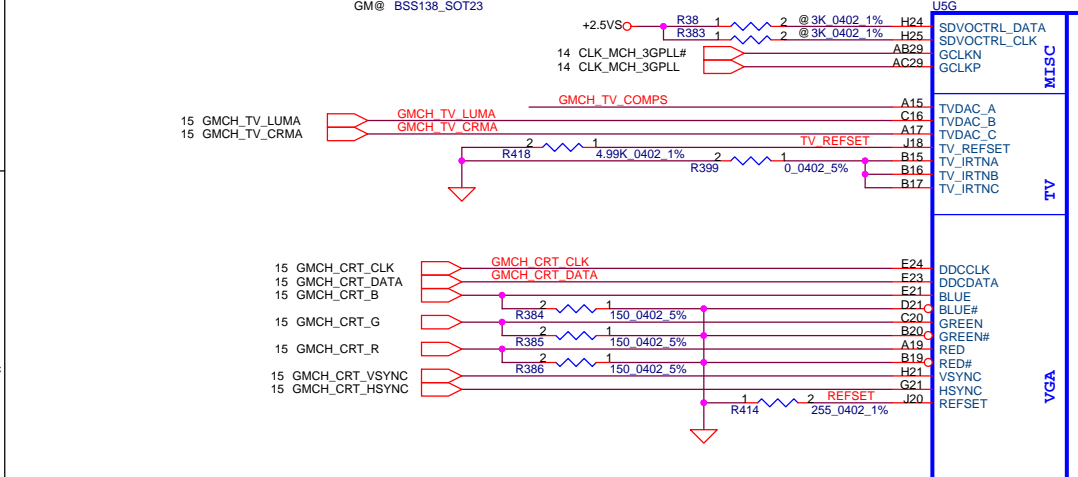 GM@ BSS138_SOT23
U5G
+2.5VS R38 1 2 @3K_0402_1% H24 SDVOCTRL_DATA
R383 1 2 @3K_0402_1% H25 SDVOCTRL_CLK
14 CLK_MCH_3GPLL# AB29 GCLKN
14 CLK_MCH_3GPLL AC29 GCLKP
MISC
GMCH_TV_COMPS A15 TVDAC_A
15 GMCH_TV_LUMA GMCH_TV_LUMA C16 TVDAC_B
15 GMCH_TV_CRMA GMCH_TV_CRMA A17 TVDAC_C
2 1 TV_REFSET J18 TV_REFSET
R418 4.99K_0402_1% 2 1 B15 TV_IRTNA
R399 0_0402_5% B16 TV_IRTNB
B17 TV_IRTNC
TV
15 GMCH_CRT_CLK GMCH_CRT_CLK E24 DDCCLK
15 GMCH_CRT_DATA GMCH_CRT_DATA E23 DDCDATA
15 GMCH_CRT_B E21 BLUE
2 1 D21 BLUE#
R384 150_0402_5%
15 GMCH_CRT_G C20 GREEN
2 1 B20 GREEN#
R385 150_0402_5%
15 GMCH_CRT_R A19 RED
2 1 B19 RED#
R386 150_0402_5%
15 GMCH_CRT_VSYNC H21 VSYNC
15 GMCH_CRT_HSYNC G21 HSYNC
1 2 REFSET J20 REFSET
R414 255_0402_1%
VGA